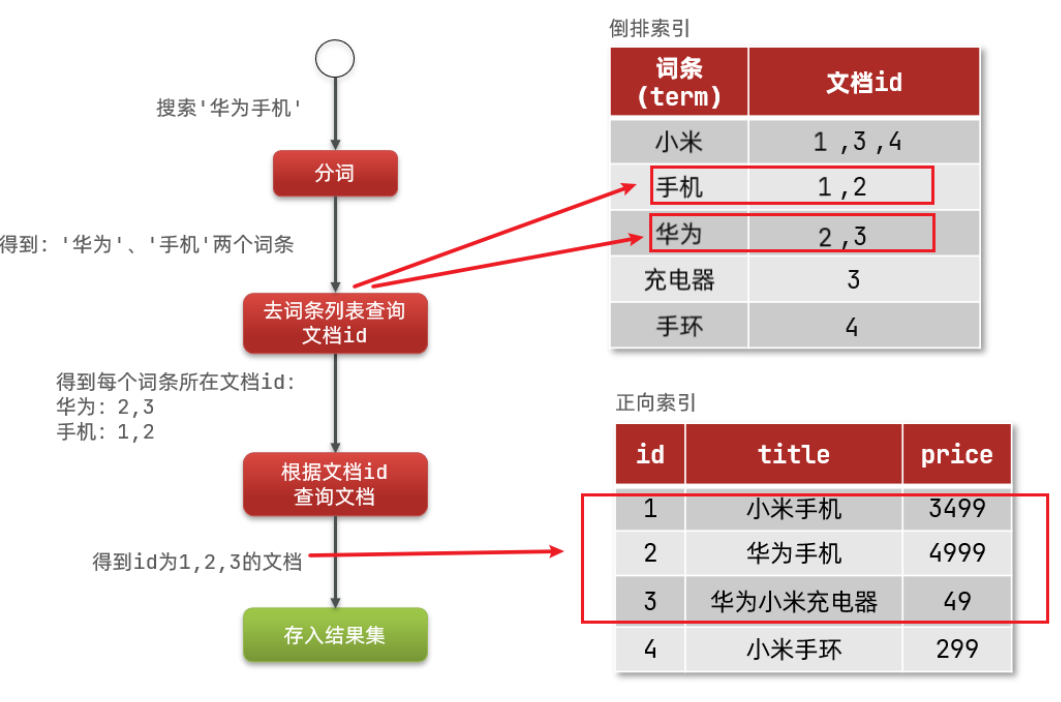 搜索'华为手机'
分词
得到: '华为'、'手机'两个词条
去词条列表查询
文档id
得到每个词条所在文档id:
华为: 2,3
手机: 1,2
根据文档id
查询文档
得到id为1,2,3的文档
存入结果集
倒排索引
词条
(term) 文档id
小米 1 ,3 ,4
手机 1 ,2
华为 2 ,3
充电器 3
手环 4
正向索引
id title price
1 小米手机 3499
2 华为手机 4999
3 华为小米充电器 49
4 小米手环 299